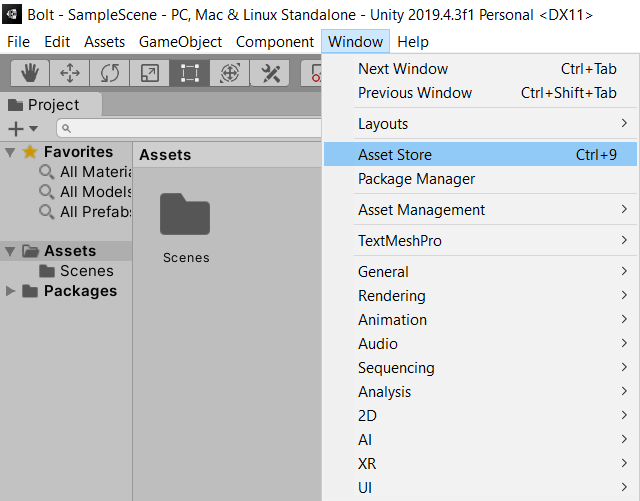 Bolt - SampleScene - PC, Mac & Linux Standalone - Unity 2019.4.3f1 Personal <DX11>
File Edit Assets GameObject Component Window Help
Next Window Ctrl+Tab
Previous Window Ctrl+Shift+Tab
Layouts
Asset Store Ctrl+9
Package Manager
Asset Management
TextMeshPro
General
Rendering
Animation
Audio
Sequencing
Analysis
2D
AI
XR
UI
Project
Favorites
All Materia
All Models
All Prefabs
Assets
Scenes
Packages
Assets
Scenes